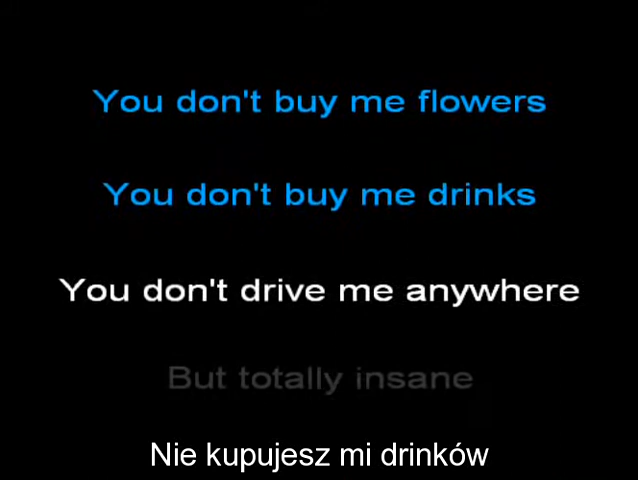 You don't buy me flowers
You don't buy me drinks
You don't drive me anywhere
But totally insane
Nie kupujesz mi drinków